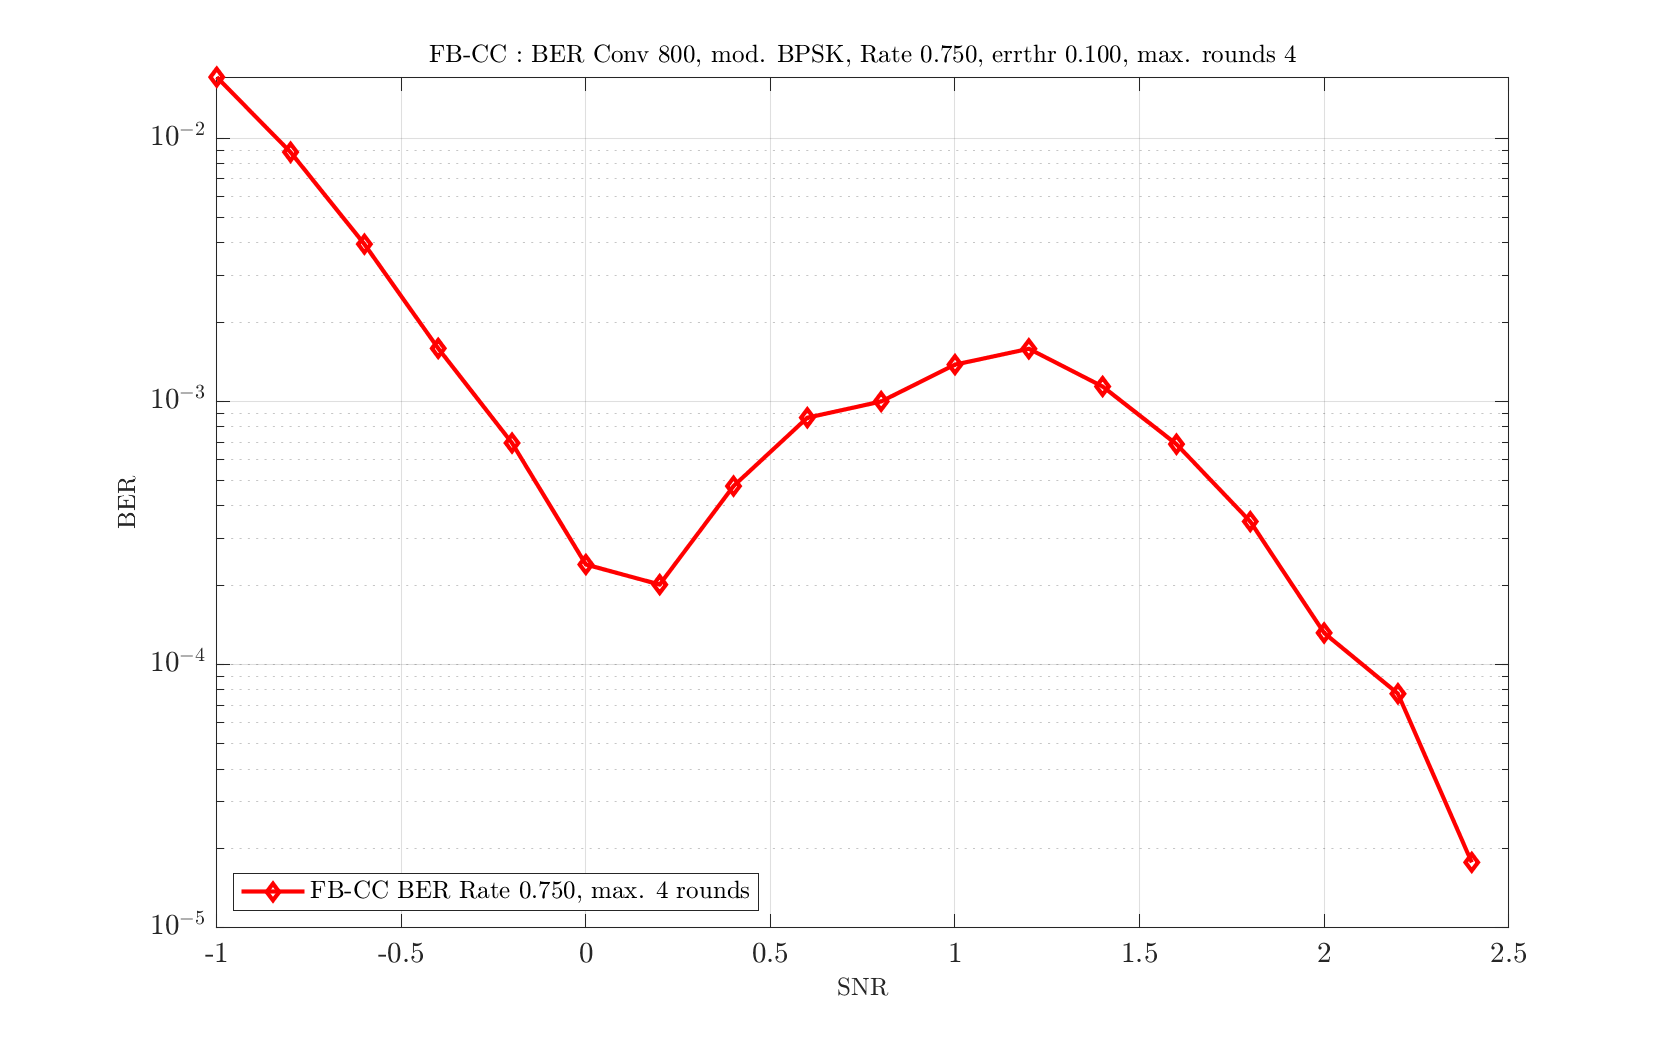 FB-CC : BER Conv 800, mod. BPSK, Rate 0.750, errthr 0.100, max. rounds 4
10^{-2}
10^{-3}
10^{-4}
10^{-5}
BER
FB-CC BER Rate 0.750, max. 4 rounds
-1 -0.5 0 0.5 1 1.5 2 2.5
SNR